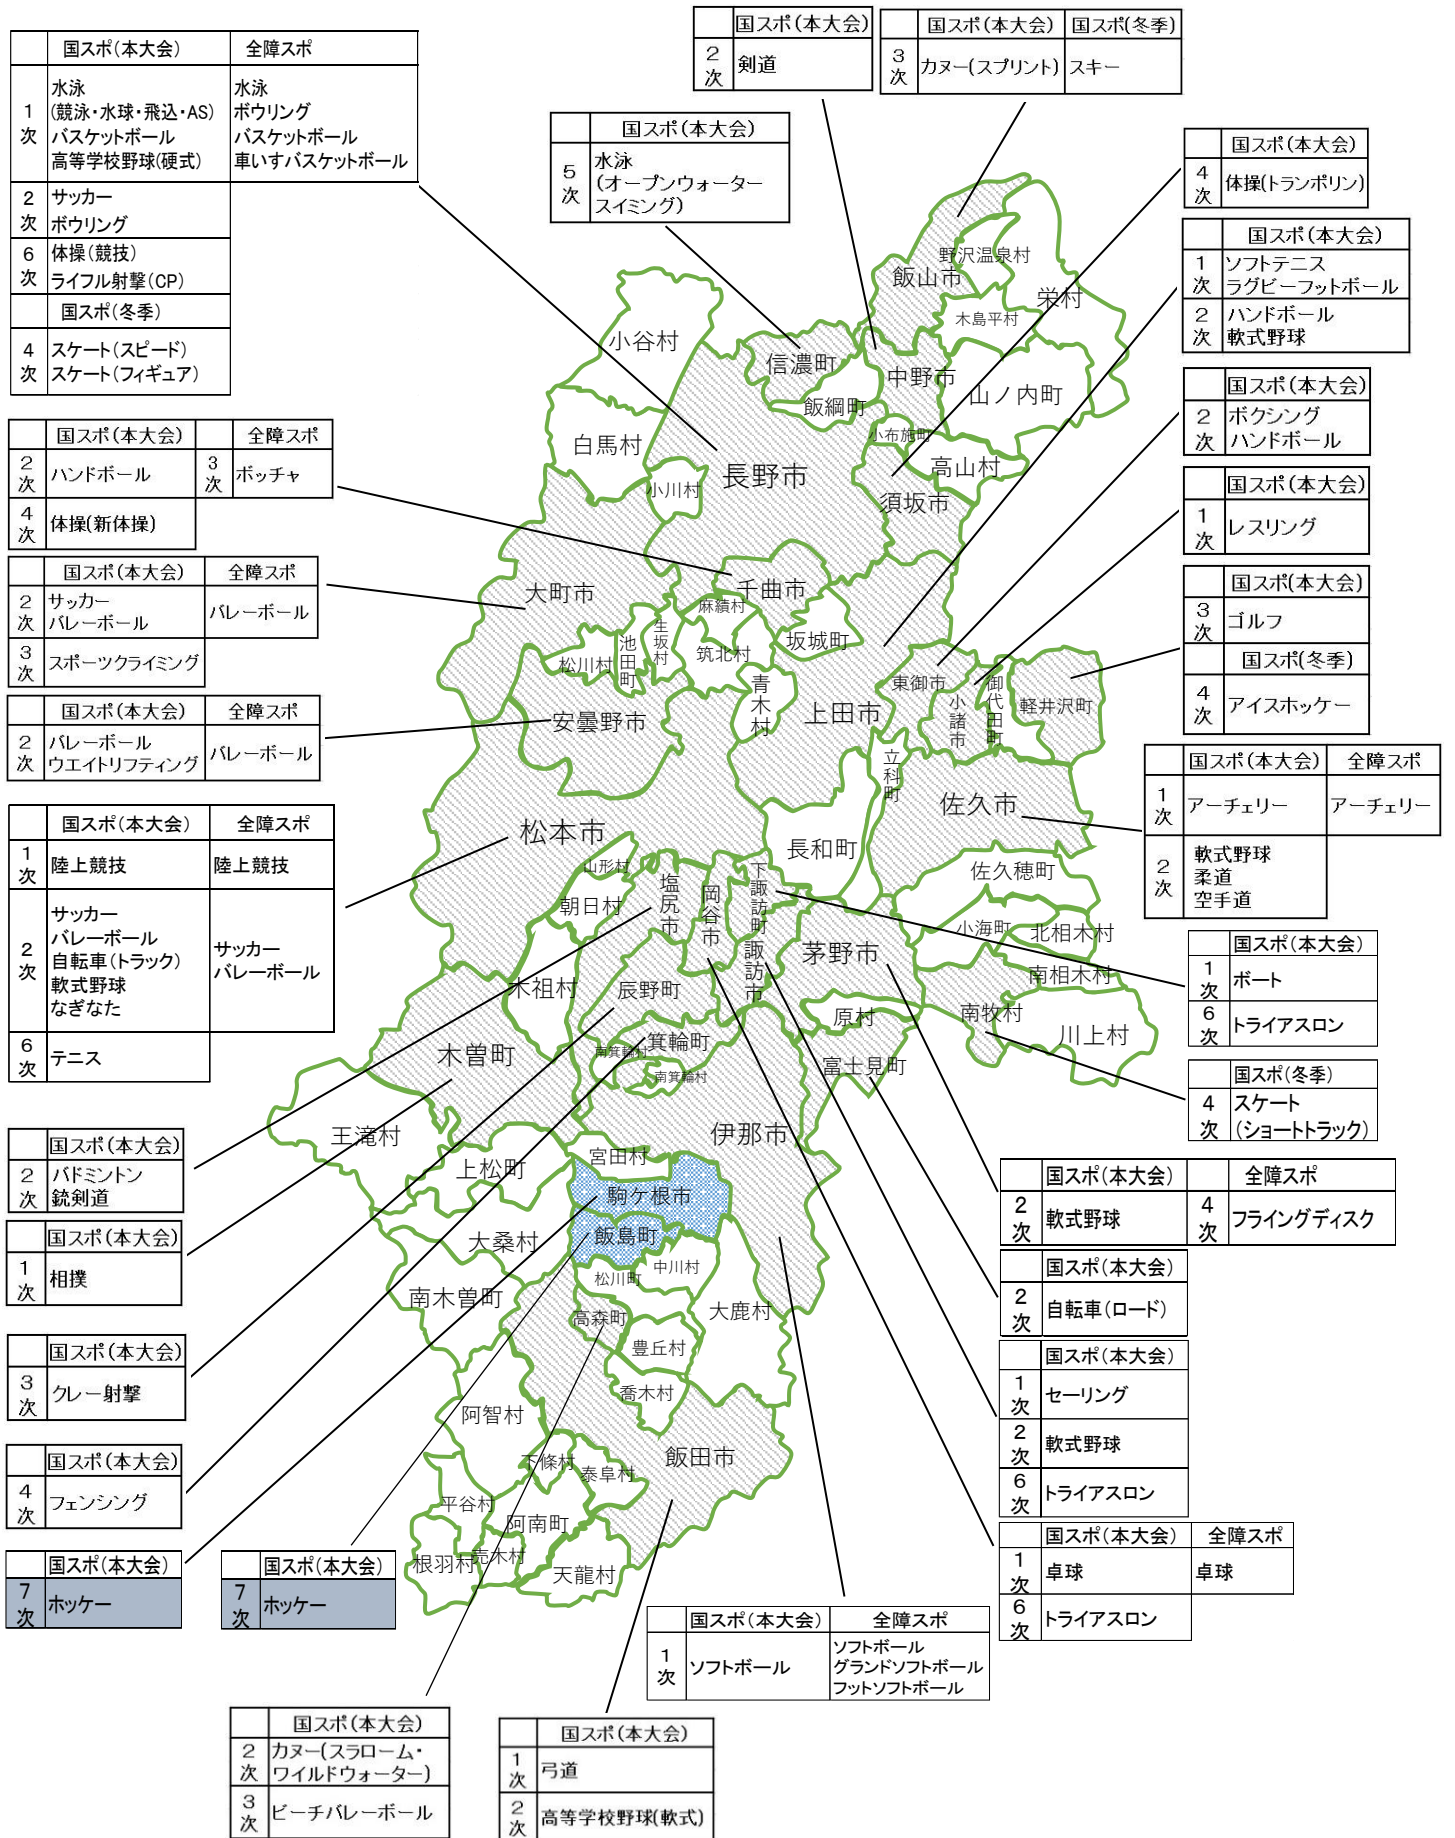 国スポ(本大会) 全障スポ
1次
水泳
(競泳・水球・飛込・AS)
バスケットボール
高等学校野球(硬式)
水泳
ボウリング
バスケットボール
車いすバスケットボール
2次
サッカー
ボウリング
6次
体操(競技)
ライフル射撃(CP)
国スポ(冬季)
4次
スケート(スピード)
スケート(フィギュア)
国スポ(本大会)
2次 剣道
国スポ(本大会) 国スポ(冬季)
3次 カヌー(スプリント) スキー
国スポ(本大会)
5次
水泳
(オープンウォーター
スイミング)
国スポ(本大会)
4次 体操(トランポリン)
国スポ(本大会)
1次
ソフトテニス
ラグビーフットボール
2次
ハンドボール
軟式野球
国スポ(本大会)
2次
ボクシング
ハンドボール
国スポ(本大会)
1次 レスリング
国スポ(本大会)
3次 ゴルフ
国スポ(冬季)
4次 アイスホッケー
国スポ(本大会) 全障スポ
1次 アーチェリー アーチェリー
2次
軟式野球
柔道
空手道
国スポ(本大会)
1次 ボート
6次 トライアスロン
国スポ(冬季)
4次
スケート
(ショートトラック)
国スポ(本大会) 全障スポ
2次 軟式野球 4次 フライングディスク
国スポ(本大会)
2次 自転車(ロード)
国スポ(本大会)
1次 セーリング
2次 軟式野球
6次 トライアスロン
国スポ(本大会) 全障スポ
1次 卓球 卓球
6次 トライアスロン
国スポ(本大会) 全障スポ
2次 ハンドボール 3次 ボッチャ
4次 体操(新体操)
国スポ(本大会) 全障スポ
2次
サッカー
バレーボール
バレーボール
3次 スポーツクライミング
国スポ(本大会) 全障スポ
2次
バレーボール
ウエイトリフティング
バレーボール
国スポ(本大会) 全障スポ
1次 陸上競技 陸上競技
2次
サッカー
バレーボール
自転車(トラック)
軟式野球
なぎなた
サッカー
バレーボール
6次 テニス
国スポ(本大会)
2次
バドミントン
銃剣道
国スポ(本大会)
1次 相撲
国スポ(本大会)
3次 クレー射撃
国スポ(本大会)
4次 フェンシング
国スポ(本大会)
7次 ホッケー
国スポ(本大会)
7次 ホッケー
国スポ(本大会)
2次
カヌー(スラローム・
ワイルドウォーター)
3次 ビーチバレーボール
国スポ(本大会)
1次 弓道
2次 高等学校野球(軟式)
国スポ(本大会) 全障スポ
1次 ソフトボール
ソフトボール
グランドソフトボール
フットソフトボール
野沢温泉村
飯山市
栄村
木島平村
小谷村
信濃町
中野市
山ノ内町
飯綱町
小布施町
白馬村
長野市
高山村
小川村
須坂市
大町市
千曲市
麻績村
生坂村
池田町
松川村
筑北村
坂城町
青木村
東御市
小諸市
御代田町
軽井沢町
安曇野市
上田市
立科町
佐久市
松本市
長和町
佐久穂町
山形村
朝日村
塩尻市
岡谷市
下諏訪町
諏訪市
茅野市
小海町
北相木村
南相木村
南牧村
川上村
木祖村
辰野町
原村
富士見町
木曽町
箕輪町
南箕輪村
南箕輪村
王滝村
伊那市
上松町
宮田村
駒ケ根市
飯島町
大桑村
松川町
中川村
南木曽町
高森町
大鹿村
豊丘村
喬木村
阿智村
飯田市
下條村
泰阜村
平谷村
阿南町
根羽村
売木村
天龍村